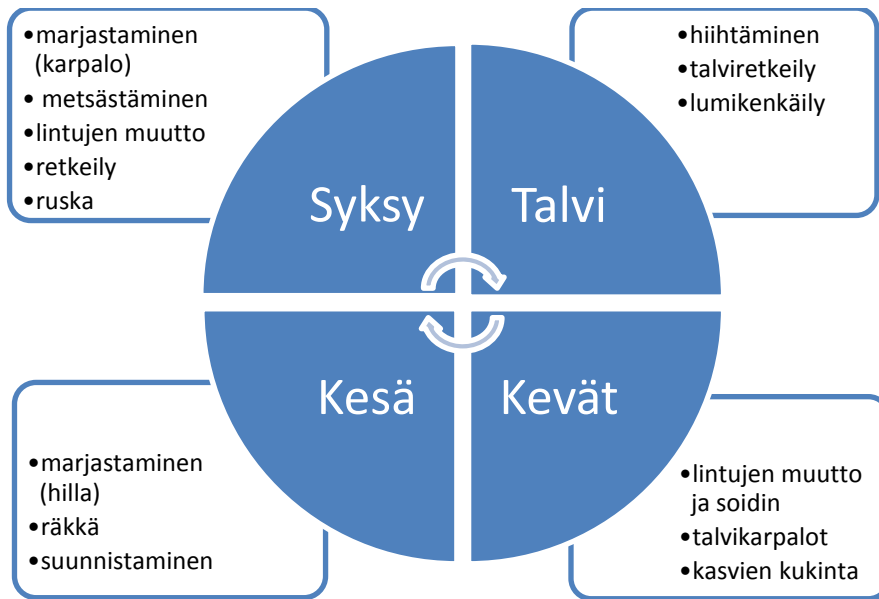 •marjastaminen
(karpalo)
• metsästäminen
•lintujen muutto
•retkeily
•ruska
•hiihtäminen
•talviretkeily
•lumikenkäily
Syksy
Talvi
Kesä
Kevät
•marjastaminen
(hilla)
•räkkä
•suunnistaminen
•lintujen muutto
ja soidin
•talvikarpalot
•kasvien kukinta